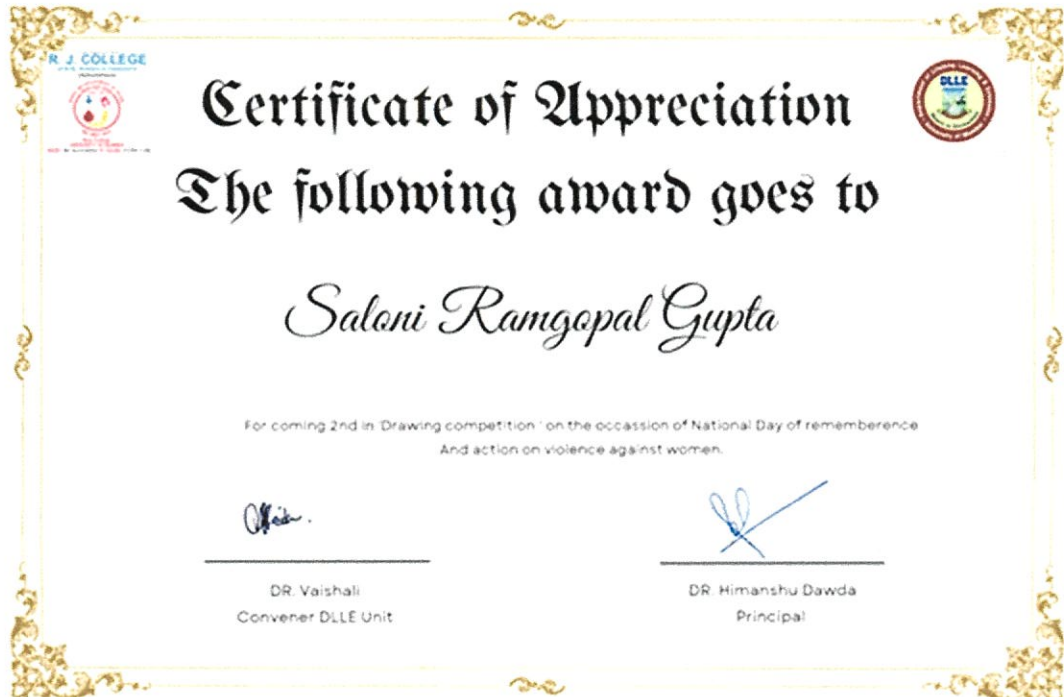 R. J. COLLEGE
DLLE
Certificate of Appreciation
The following award goes to
Saloni Ramgopal Gupta
For coming 2nd in 'Drawing competition ' on the occassion of National Day of rememberence
And action on violence against women.
DR. Vaishali
Convener DLLE Unit
DR. Himanshu Dawda
Principal